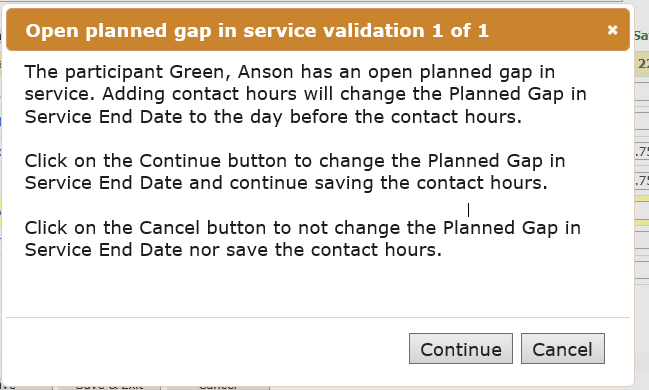 Open planned gap in service validation 1 of 1
The participant Green, Anson has an open planned gap in
service. Adding contact hours will change the Planned Gap in
Service End Date to the day before the contact hours.
Click on the Continue button to change the Planned Gap in
Service End Date and continue saving the contact hours.
Click on the Cancel button to not change the Planned Gap in
Service End Date nor save the contact hours.
Continue Cancel